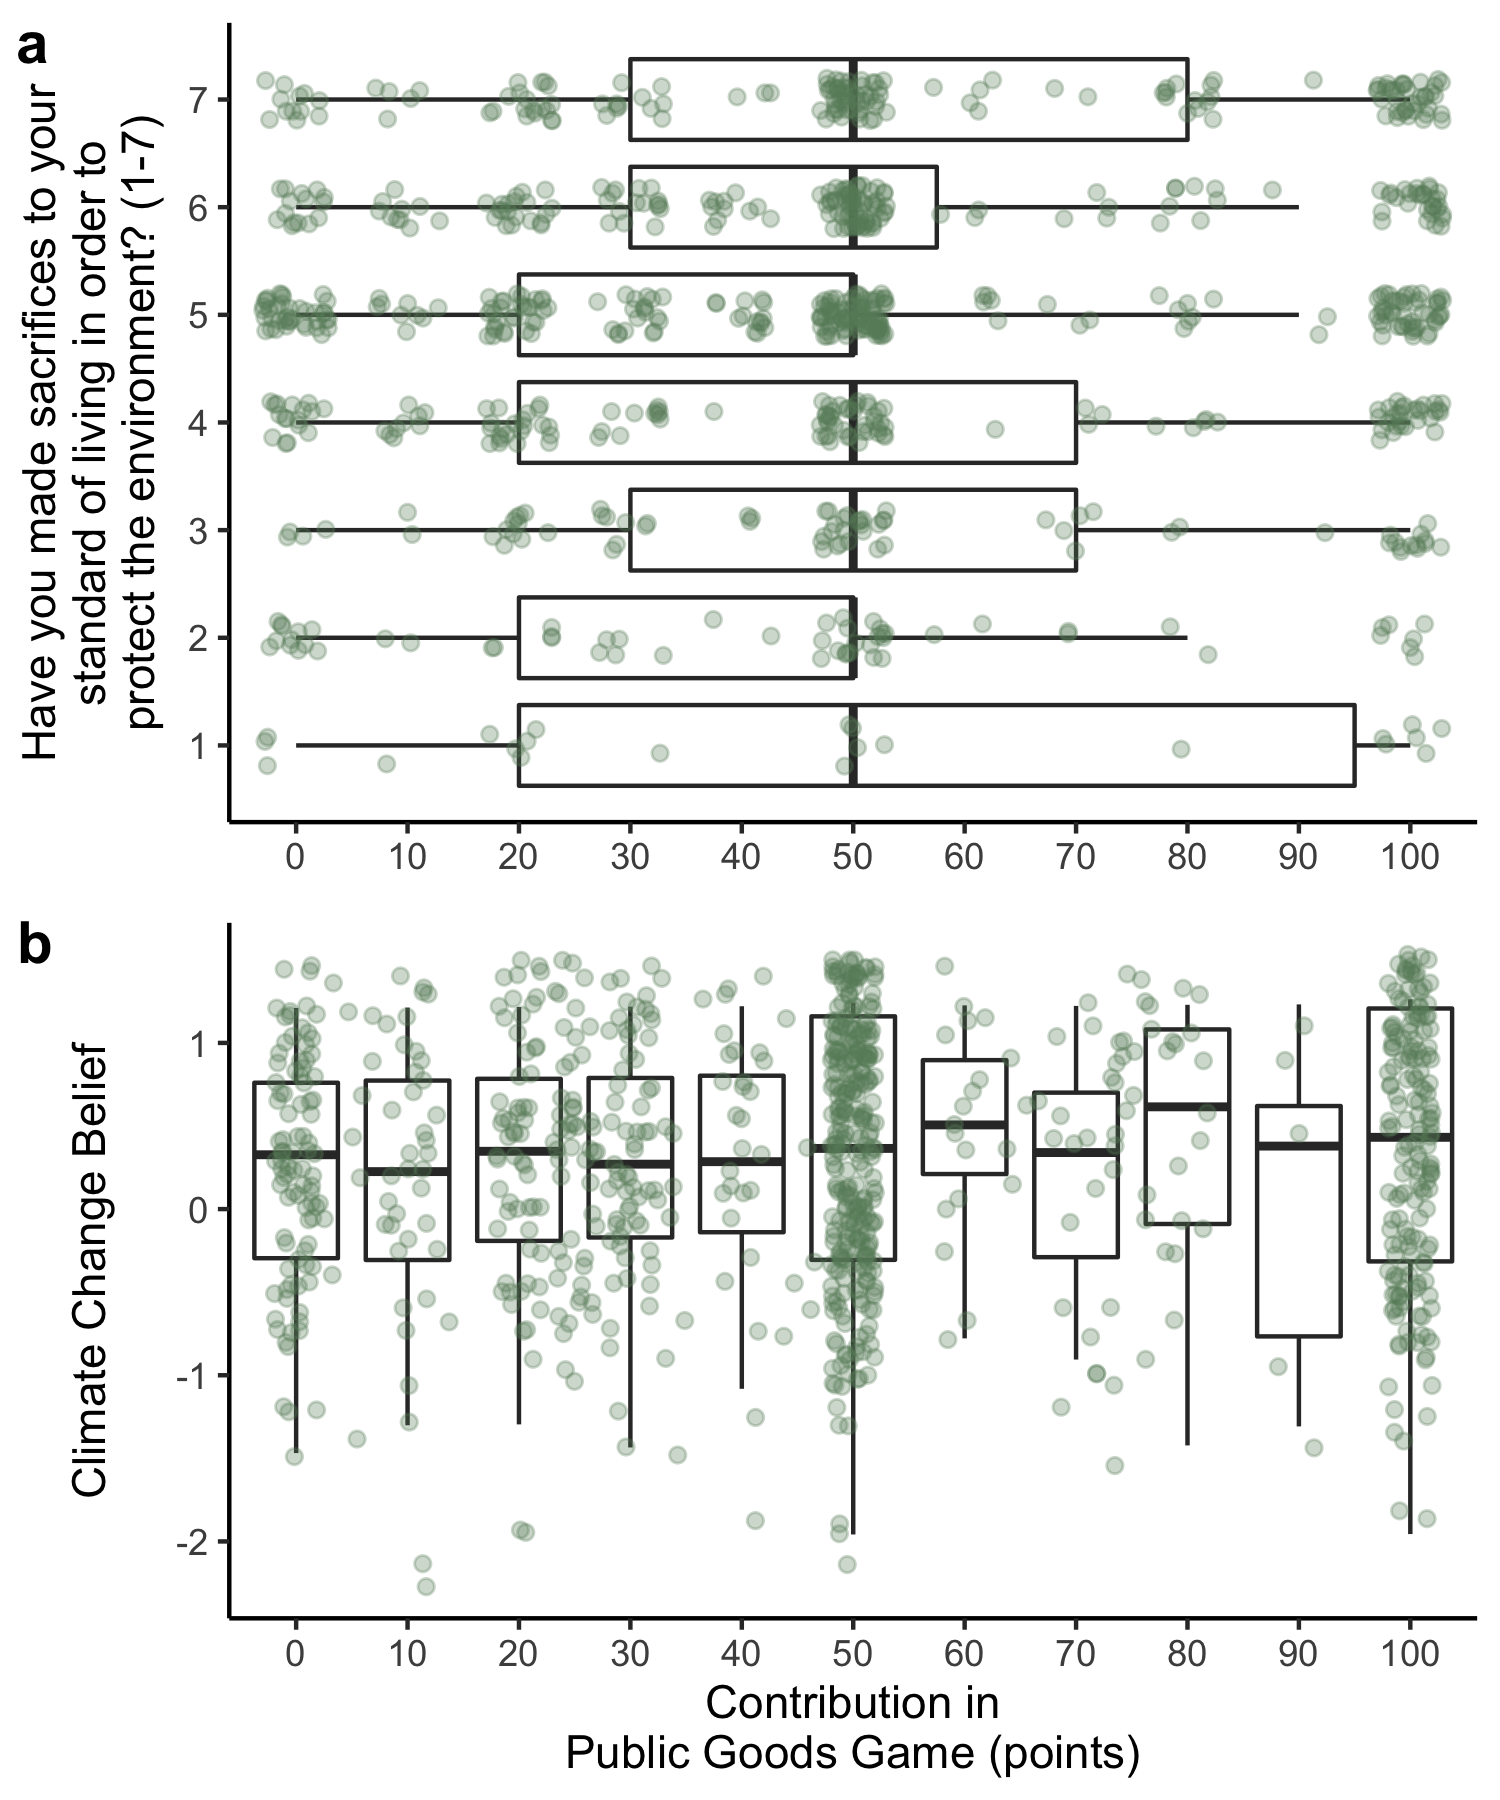 a
Have you made sacrifices to your
standard of living in order to
protect the environment? (1-7)
7
6
5
4
3
2
1
0 10 20 30 40 50 60 70 80 90 100
b
Climate Change Belief
1
0
-1
-2
0 10 20 30 40 50 60 70 80 90 100
Contribution in
Public Goods Game (points)